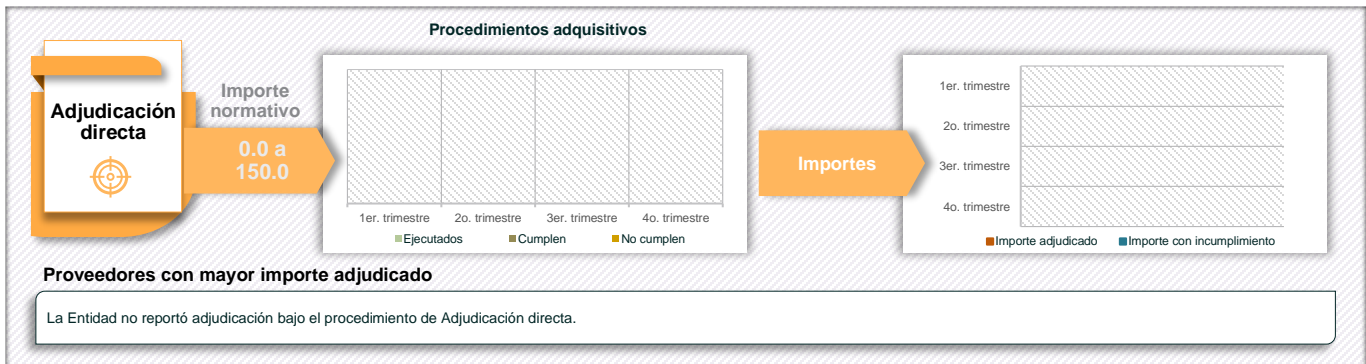 Procedimientos adquisitivos
Adjudicación
directa
Importe
normativo
0.0 a
150.0
1er. trimestre
2o. trimestre
3er. trimestre
4o. trimestre
Ejecutados
Cumplen
No cumplen
Importes
1er. trimestre
2o. trimestre
3er. trimestre
4o. trimestre
Importe adjudicado
Importe con incumplimiento
Proveedores con mayor importe adjudicado
La Entidad no reportó adjudicación bajo el procedimiento de Adjudicación directa.